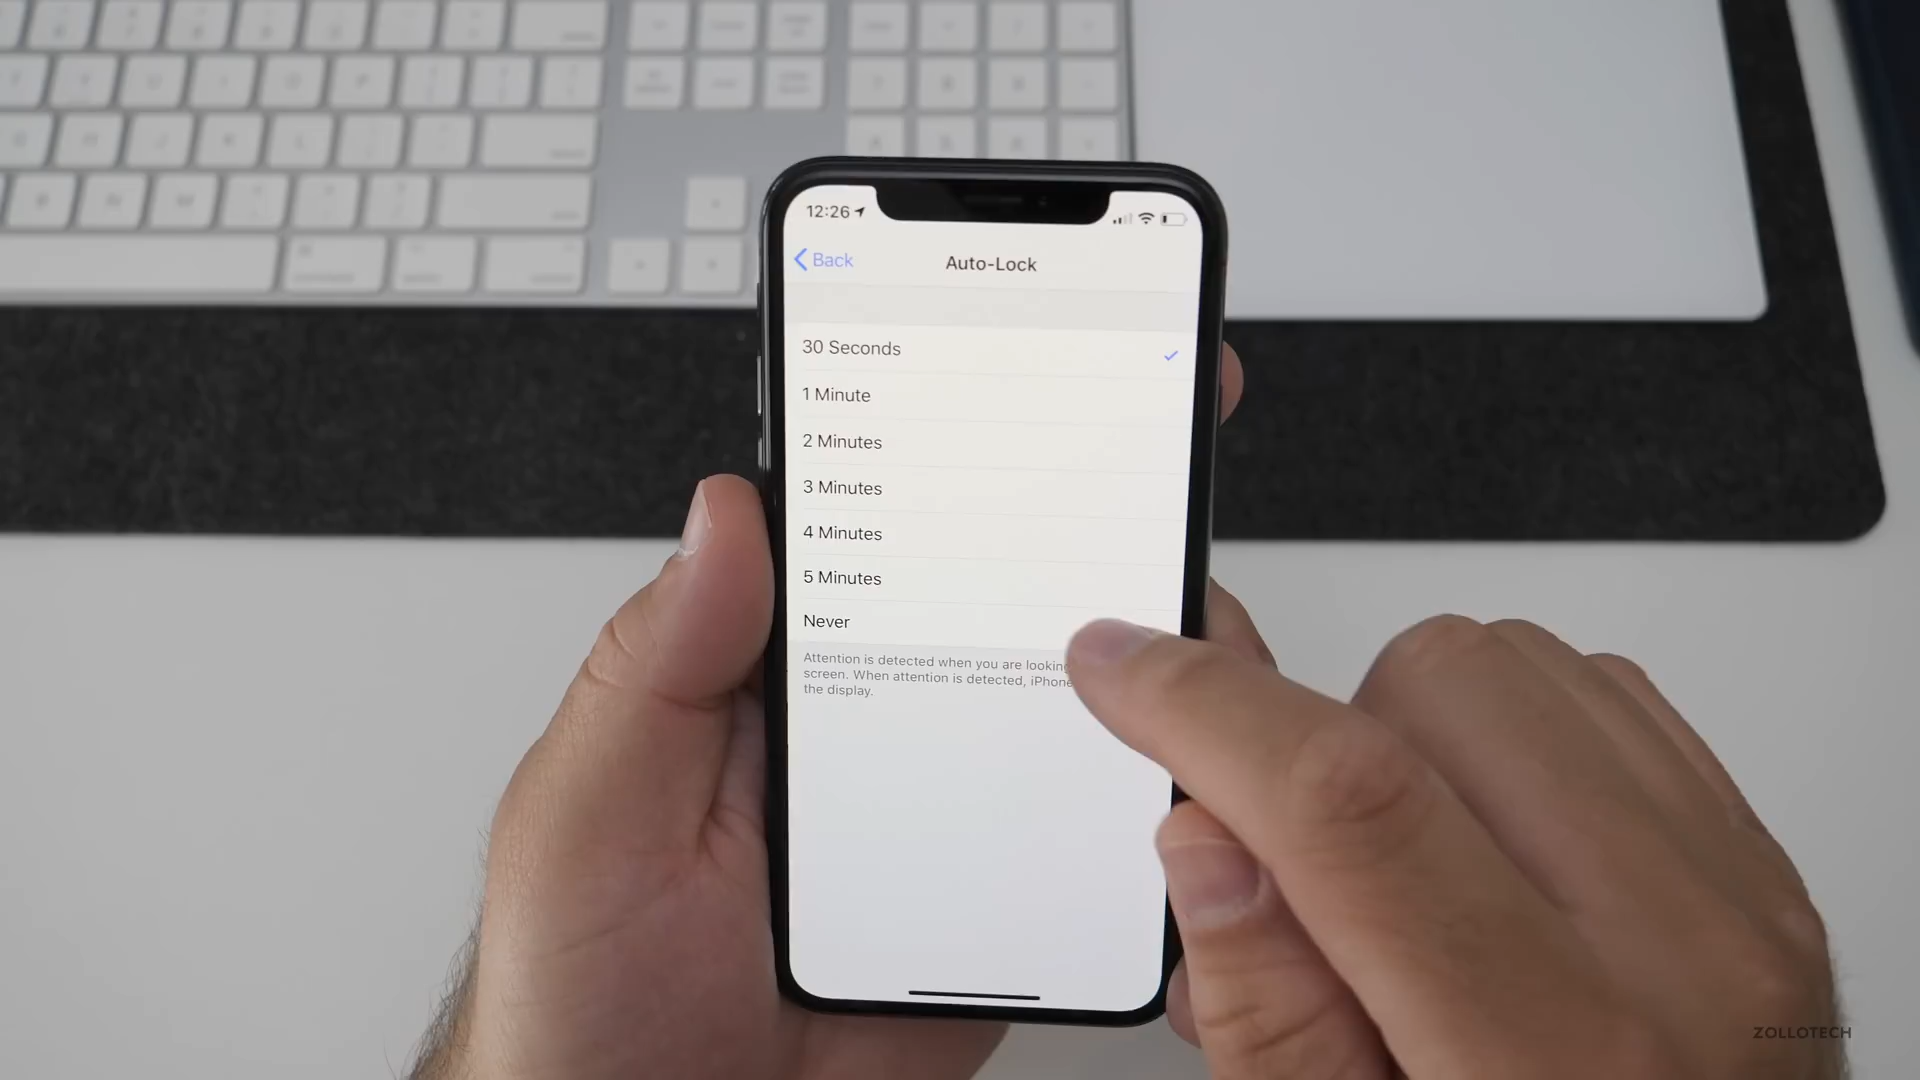 12:26
Back
Auto-Lock
30 Seconds
1 Minute
2 Minutes
3 Minutes
4 Minutes
5 Minutes
Never
Attention is detected when you are looking
screen. When attention is detected, iPhone
the display.
ZOLLOTECH